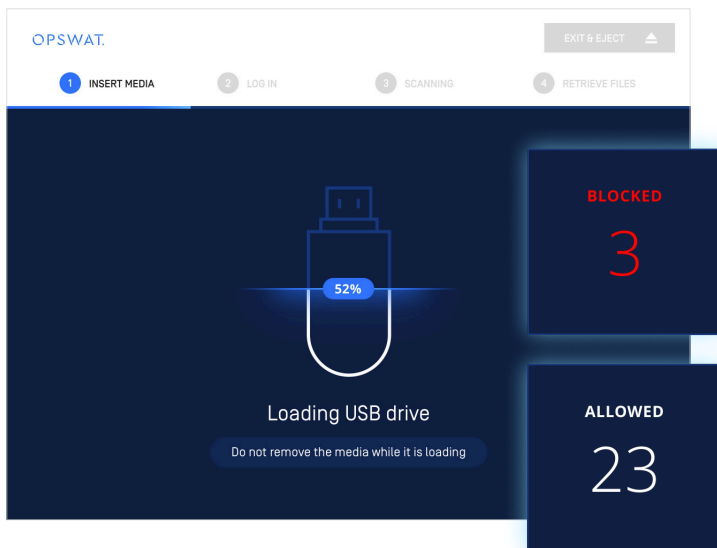 OPSWAT.
EXIT & EJECT
1 INSERT MEDIA
2 LOG IN
3 SCANNING
4 RETRIEVE FILES
BLOCKED
3
52%
Loading USB drive
Do not remove the media while it is loading
ALLOWED
23